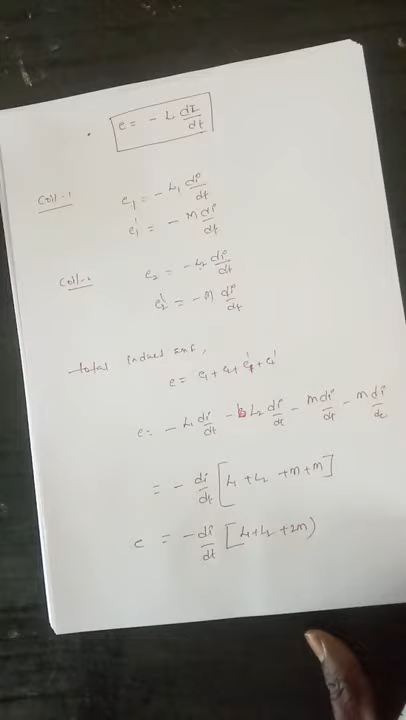 e = - L dI/dt
Coil-1 e₁ = - L₁ di/dt
e₁' = - M di/dt
Coil-2 e₂ = - L₂ di/dt
e₂' = - M di/dt
total induced emf,
e = e₁ + e₂ + e₁' + e₂'
e = - L₁ di/dt - L₂ di/dt - M di/dt - M di/dt
= - di/dt [L₁ + L₂ + M + M]
e = - di/dt [L₁ + L₂ + 2M)